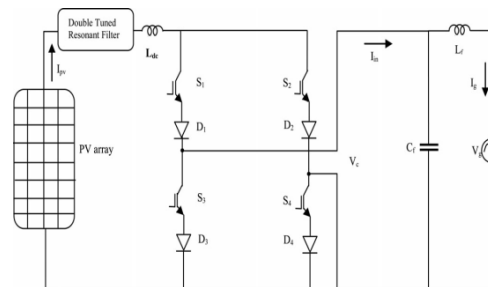 Double Tuned
Resonant Filter
Ldc
Ipv
S1
S2
Iin
Lf
Ig
D1
D2
PV array
Vc
Cf
Vg
S3
S4
D3
D4